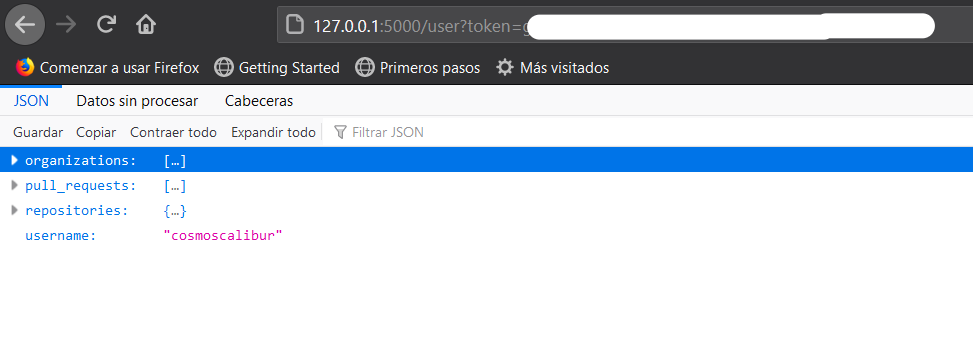 127.0.0.1:5000/user?token=g
Comenzar a usar Firefox Getting Started Primeros pasos Más visitados
JSON Datos sin procesar Cabeceras
Guardar Copiar Contraer todo Expandir todo Filtrar JSON
organizations: […]
pull_requests: […]
repositories: {…}
username: "cosmoscalibur"